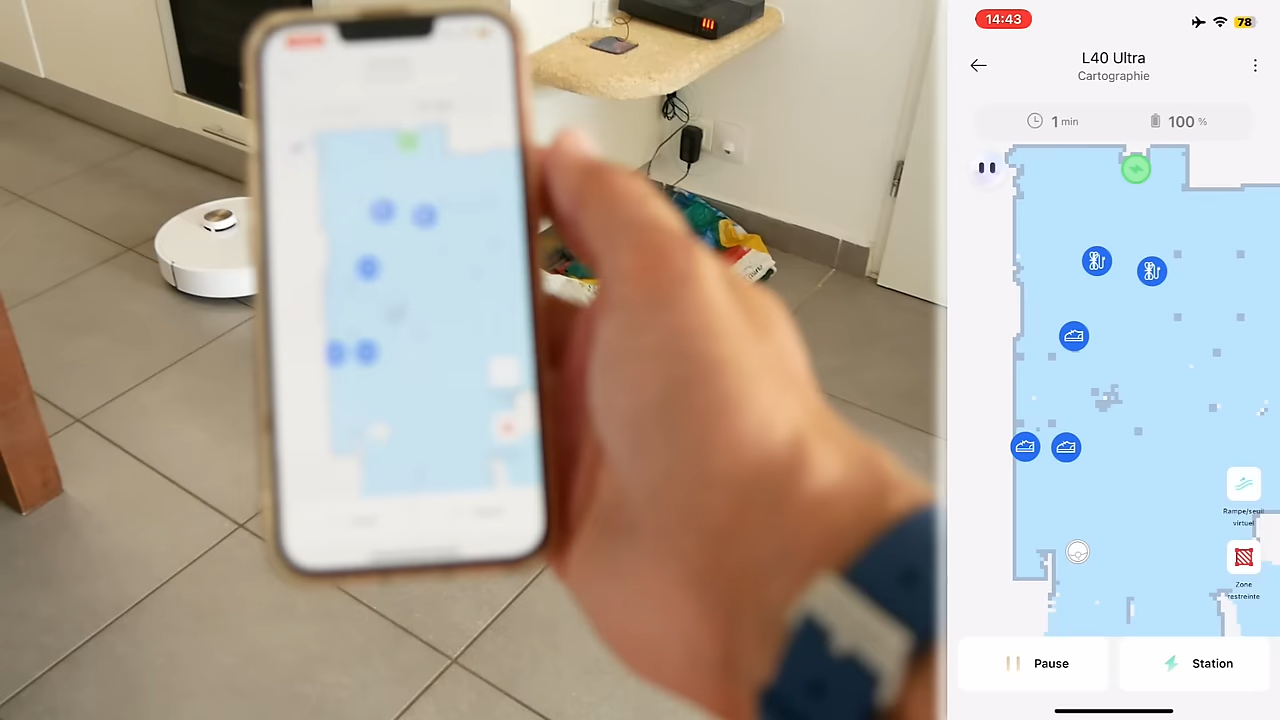 14:43
78
L40 Ultra
Cartographie
1 min
100 %
Rampe/seuil
virtuel
Zone
restreinte
Pause
Station